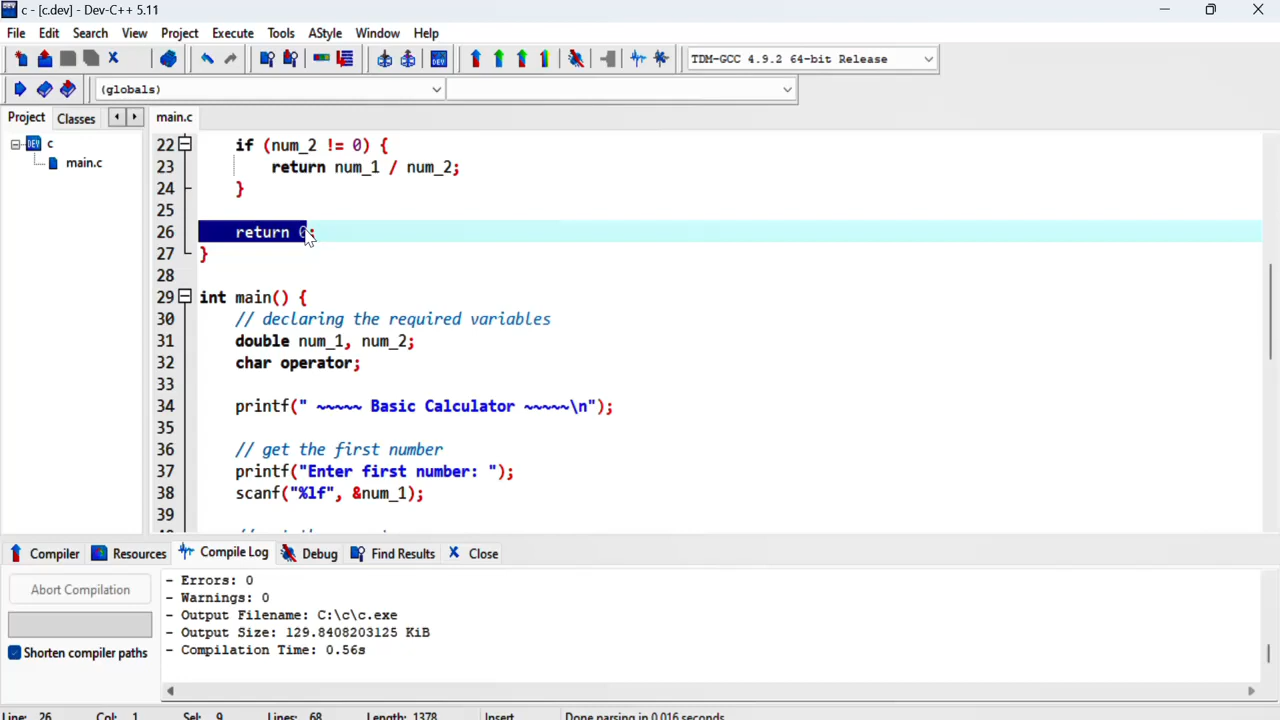 c - [c.dev] - Dev-C++ 5.11
File Edit Search View Project Execute Tools AStyle Window Help
TDM-GCC 4.9.2 64-bit Release
(globals)
Project Classes main.c
c
main.c
22 if (num_2 != 0) {
23 return num_1 / num_2;
24 }
25
26 return 0;
27 }
28
29 int main() {
30 // declaring the required variables
31 double num_1, num_2;
32 char operator;
33
34 printf(" ~~~~~ Basic Calculator ~~~~~\n");
35
36 // get the first number
37 printf("Enter first number: ");
38 scanf("%lf", &num_1);
39
Compiler Resources Compile Log Debug Find Results Close
Abort Compilation
Shorten compiler paths
- Errors: 0
- Warnings: 0
- Output Filename: C:\c\c.exe
- Output Size: 129.8408203125 KiB
- Compilation Time: 0.56s
Line: 26 Col: 1 Sel: 9 Lines: 68 Length: 1378 Insert Done parsing in 0.016 seconds